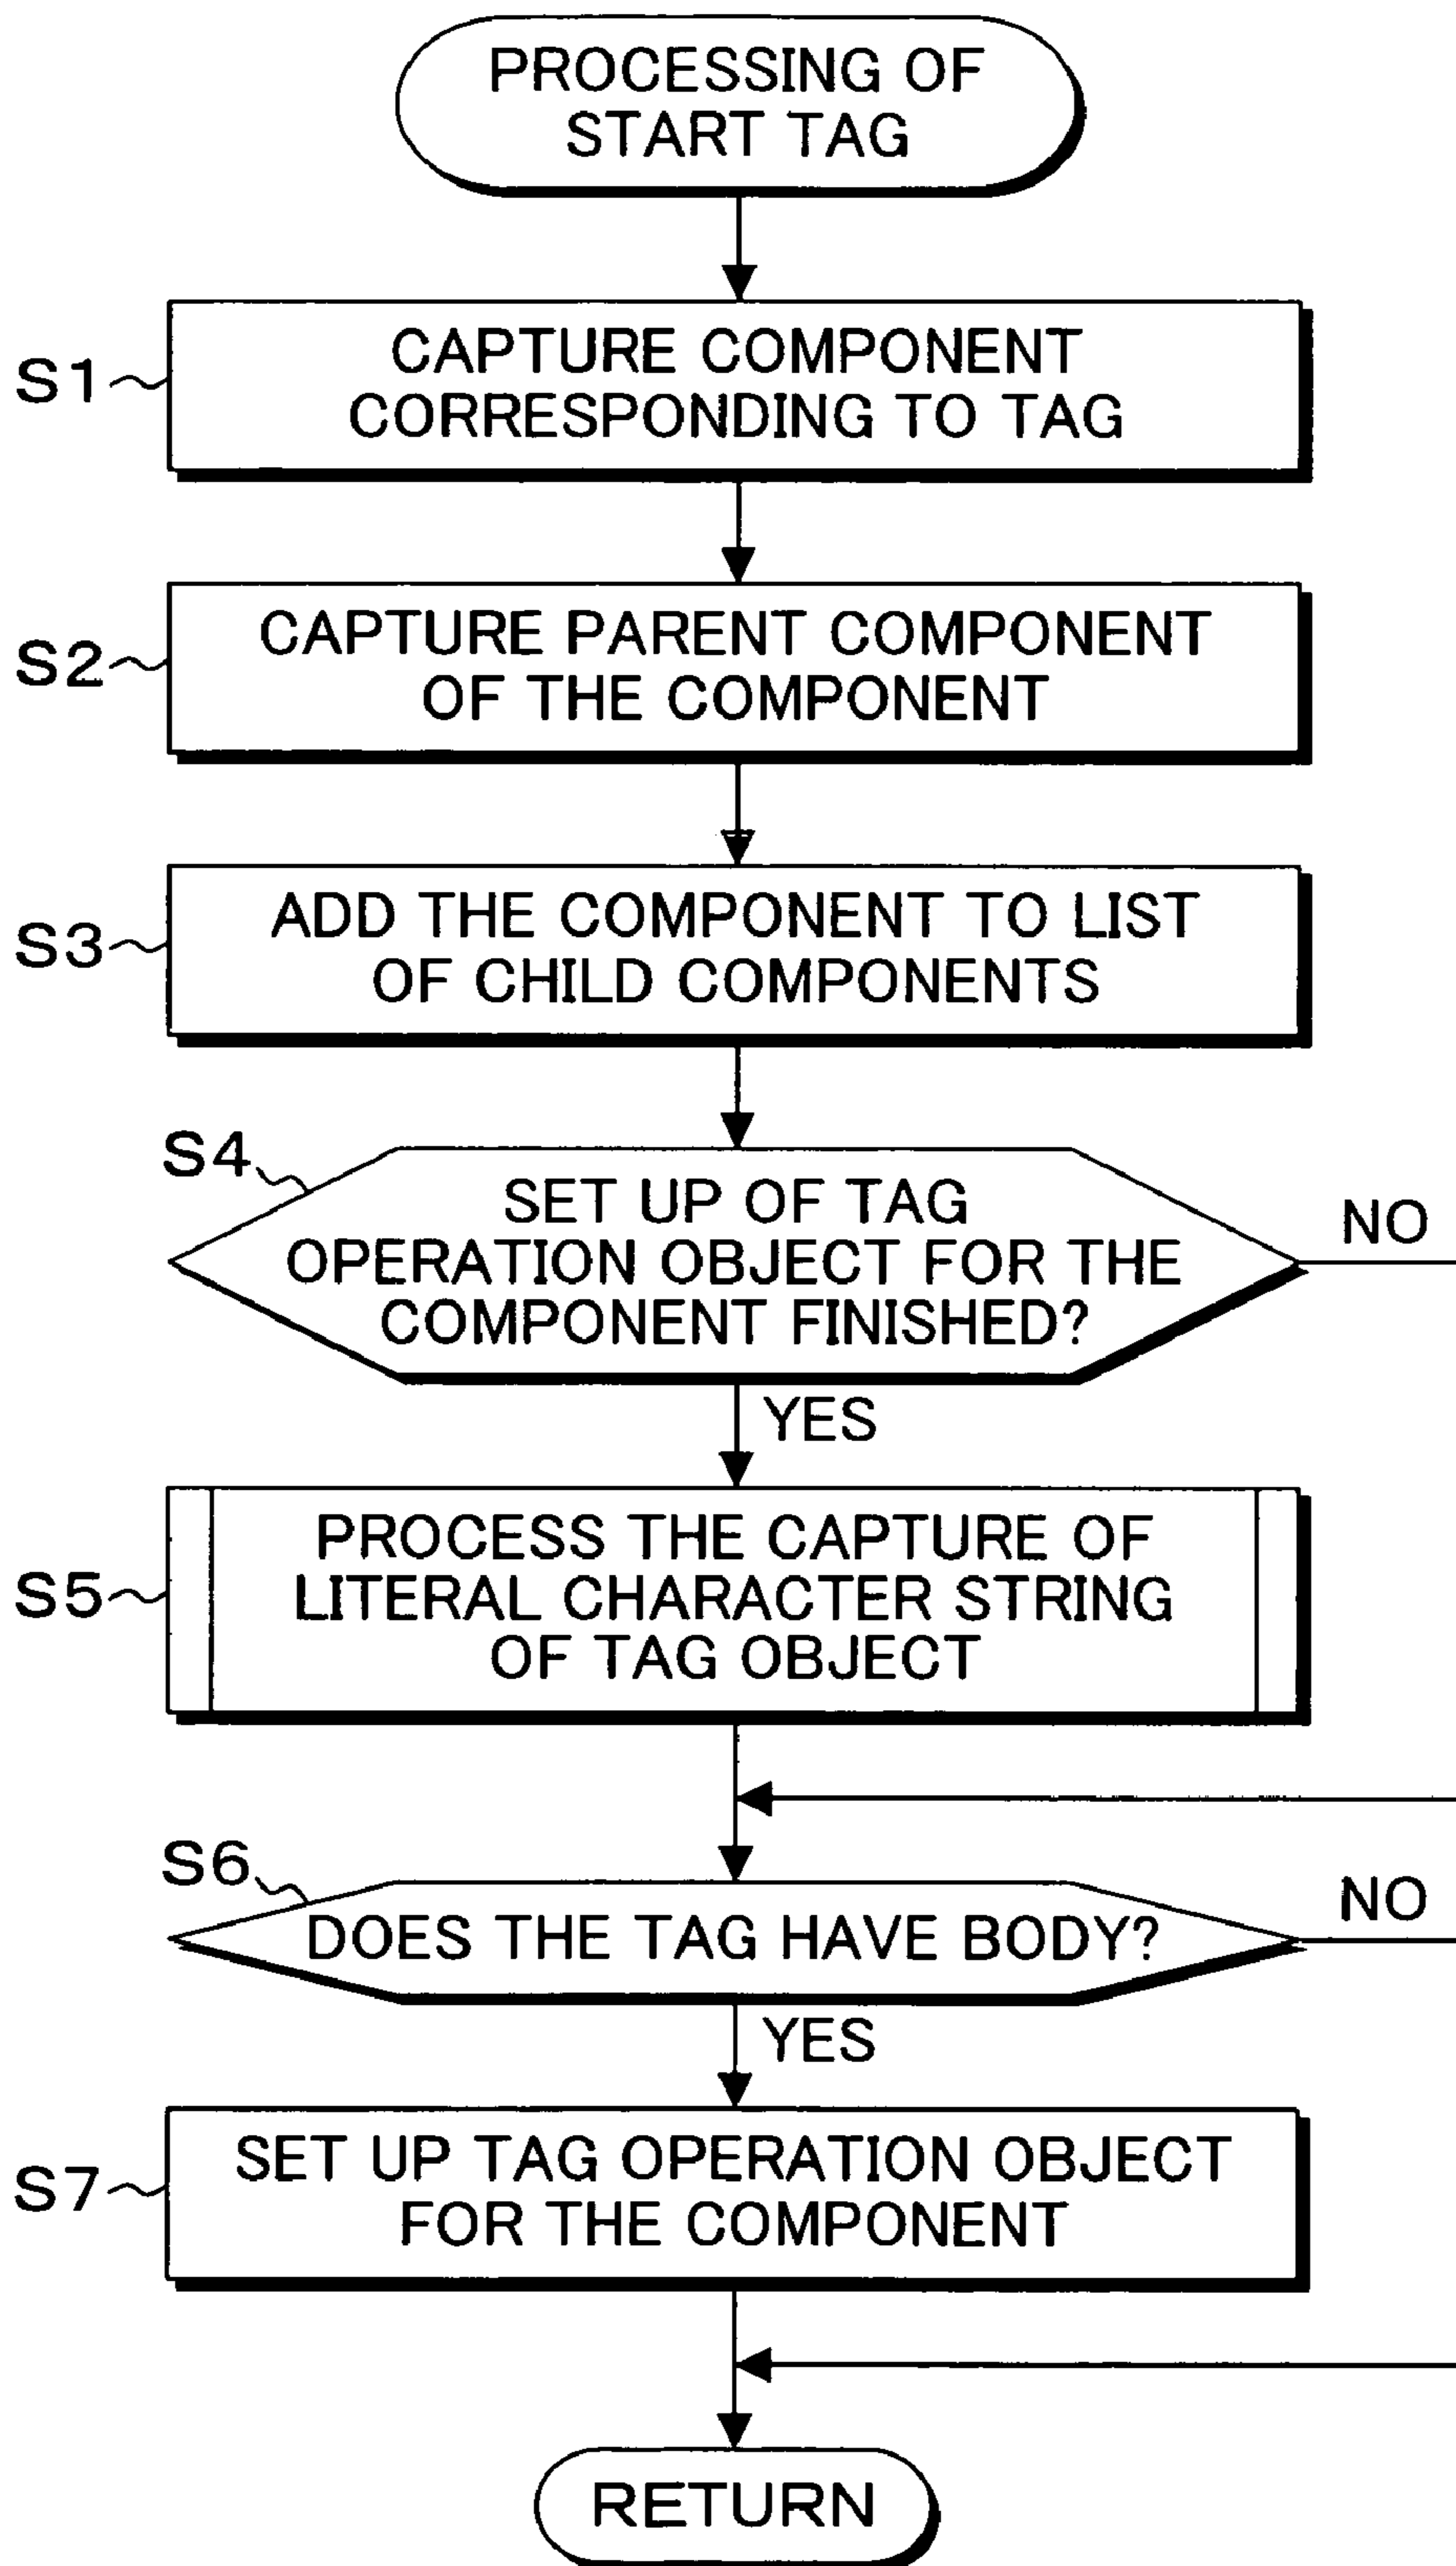 PROCESSING OF
START TAG
S1
CAPTURE COMPONENT
CORRESPONDING TO TAG
S2
CAPTURE PARENT COMPONENT
OF THE COMPONENT
S3
ADD THE COMPONENT TO LIST
OF CHILD COMPONENTS
S4
SET UP OF TAG
OPERATION OBJECT FOR THE
COMPONENT FINISHED?
NO
YES
S5
PROCESS THE CAPTURE OF
LITERAL CHARACTER STRING
OF TAG OBJECT
S6
DOES THE TAG HAVE BODY?
NO
YES
S7
SET UP TAG OPERATION OBJECT
FOR THE COMPONENT
RETURN